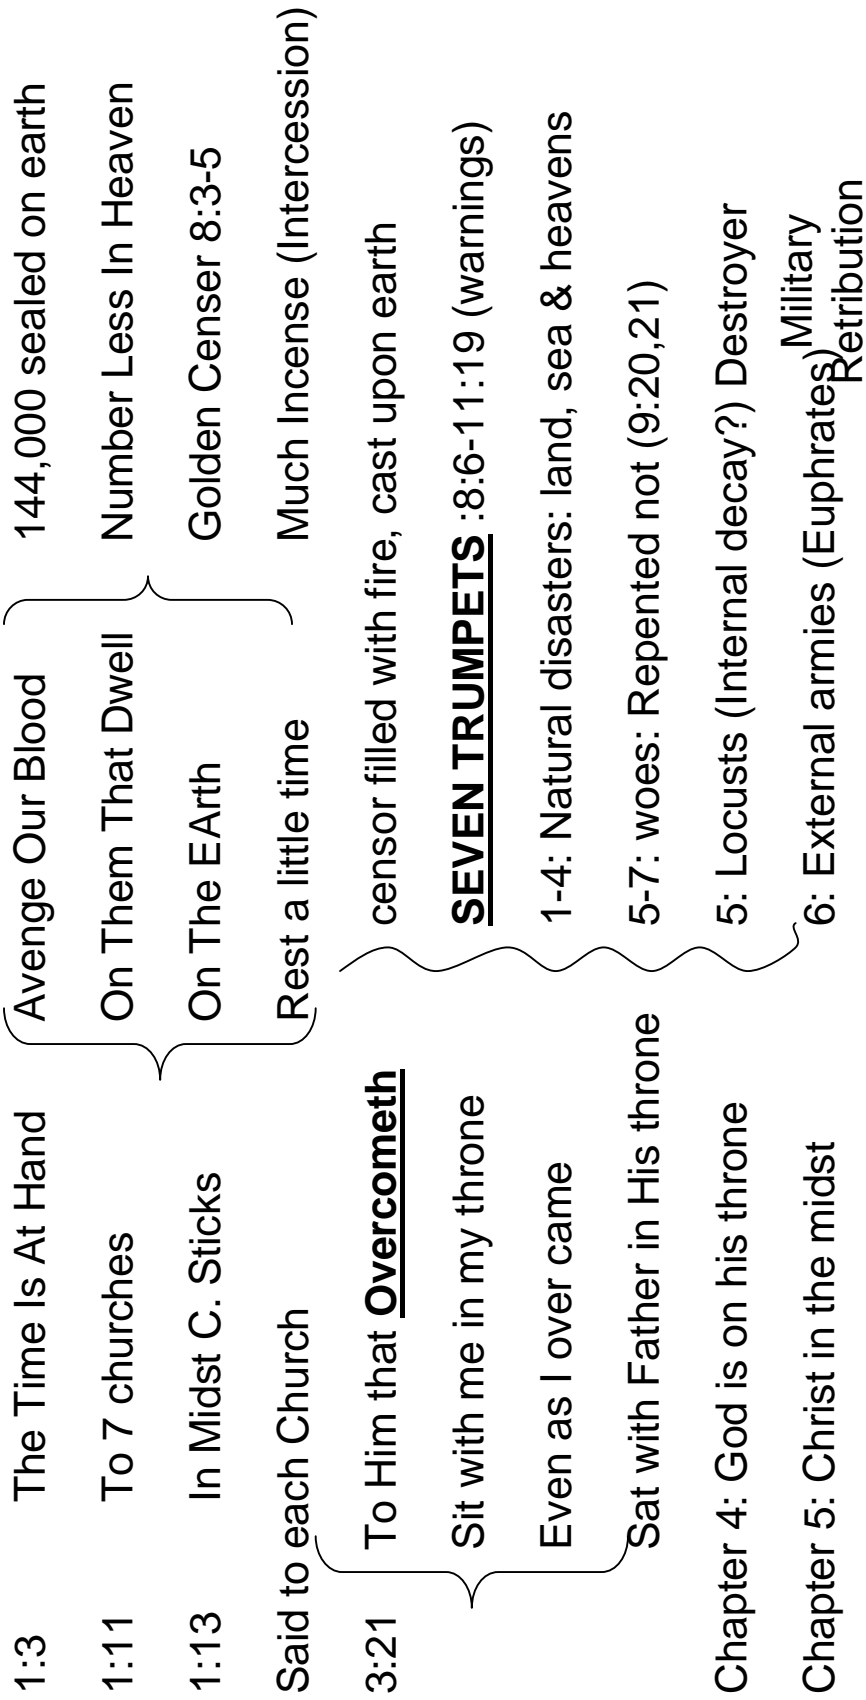 1:3 The Time Is At Hand Avenge Our Blood 144,000 sealed on earth
1:11 To 7 churches On Them That Dwell Number Less In Heaven
1:13 In Midst C. Sticks On The EArth Golden Censer 8:3-5
Said to each Church Rest a little time Much Incense (Intercession)
3:21 To Him that Overcometh censor filled with fire, cast upon earth
Sit with me in my throne SEVEN TRUMPETS :8:6-11:19 (warnings)
Even as I over came 1-4: Natural disasters: land, sea & heavens
Sat with Father in His throne 5-7: woes: Repented not (9:20,21)
Chapter 4: God is on his throne 5: Locusts (Internal decay?) Destroyer
Chapter 5: Christ in the midst 6: External armies (Euphrates) Military
Retribution